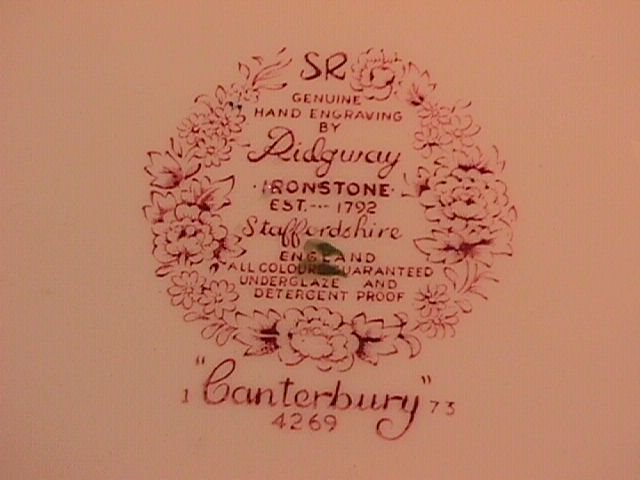 SR
GENUINE
HAND ENGRAVING
BY
Ridgway
·IRONSTONE·
EST.--- 1792
Staffordshire
ENGLAND
ALL COLOURS GUARANTEED
UNDERGLAZE AND
DETERGENT PROOF
1 "Canterbury" 73
4269